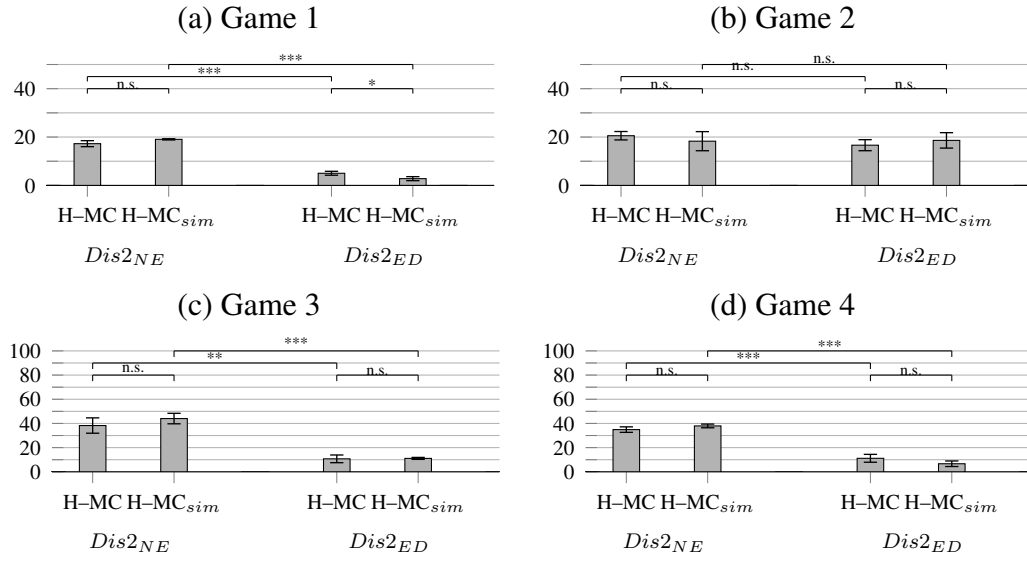 (a) Game 1
***
***
n.s.
*
40
20
0
H–MC H–MC_sim H–MC H–MC_sim
Dis2_NE Dis2_ED
(b) Game 2
n.s.
n.s.
n.s.
n.s.
40
20
0
H–MC H–MC_sim H–MC H–MC_sim
Dis2_NE Dis2_ED
(c) Game 3
100
***
**
n.s.
n.s.
80
60
40
20
0
H–MC H–MC_sim H–MC H–MC_sim
Dis2_NE Dis2_ED
(d) Game 4
100
***
***
n.s.
n.s.
80
60
40
20
0
H–MC H–MC_sim H–MC H–MC_sim
Dis2_NE Dis2_ED